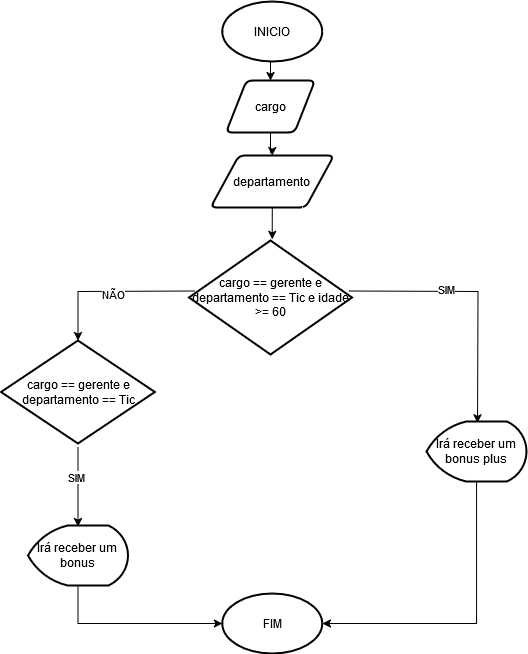 INICIO
cargo
departamento
cargo == gerente e
departamento == Tic e idade
>= 60
NÃO
SIM
cargo == gerente e
departamento == Tic
SIM
Irá receber um
bonus plus
Irá receber um
bonus
FIM